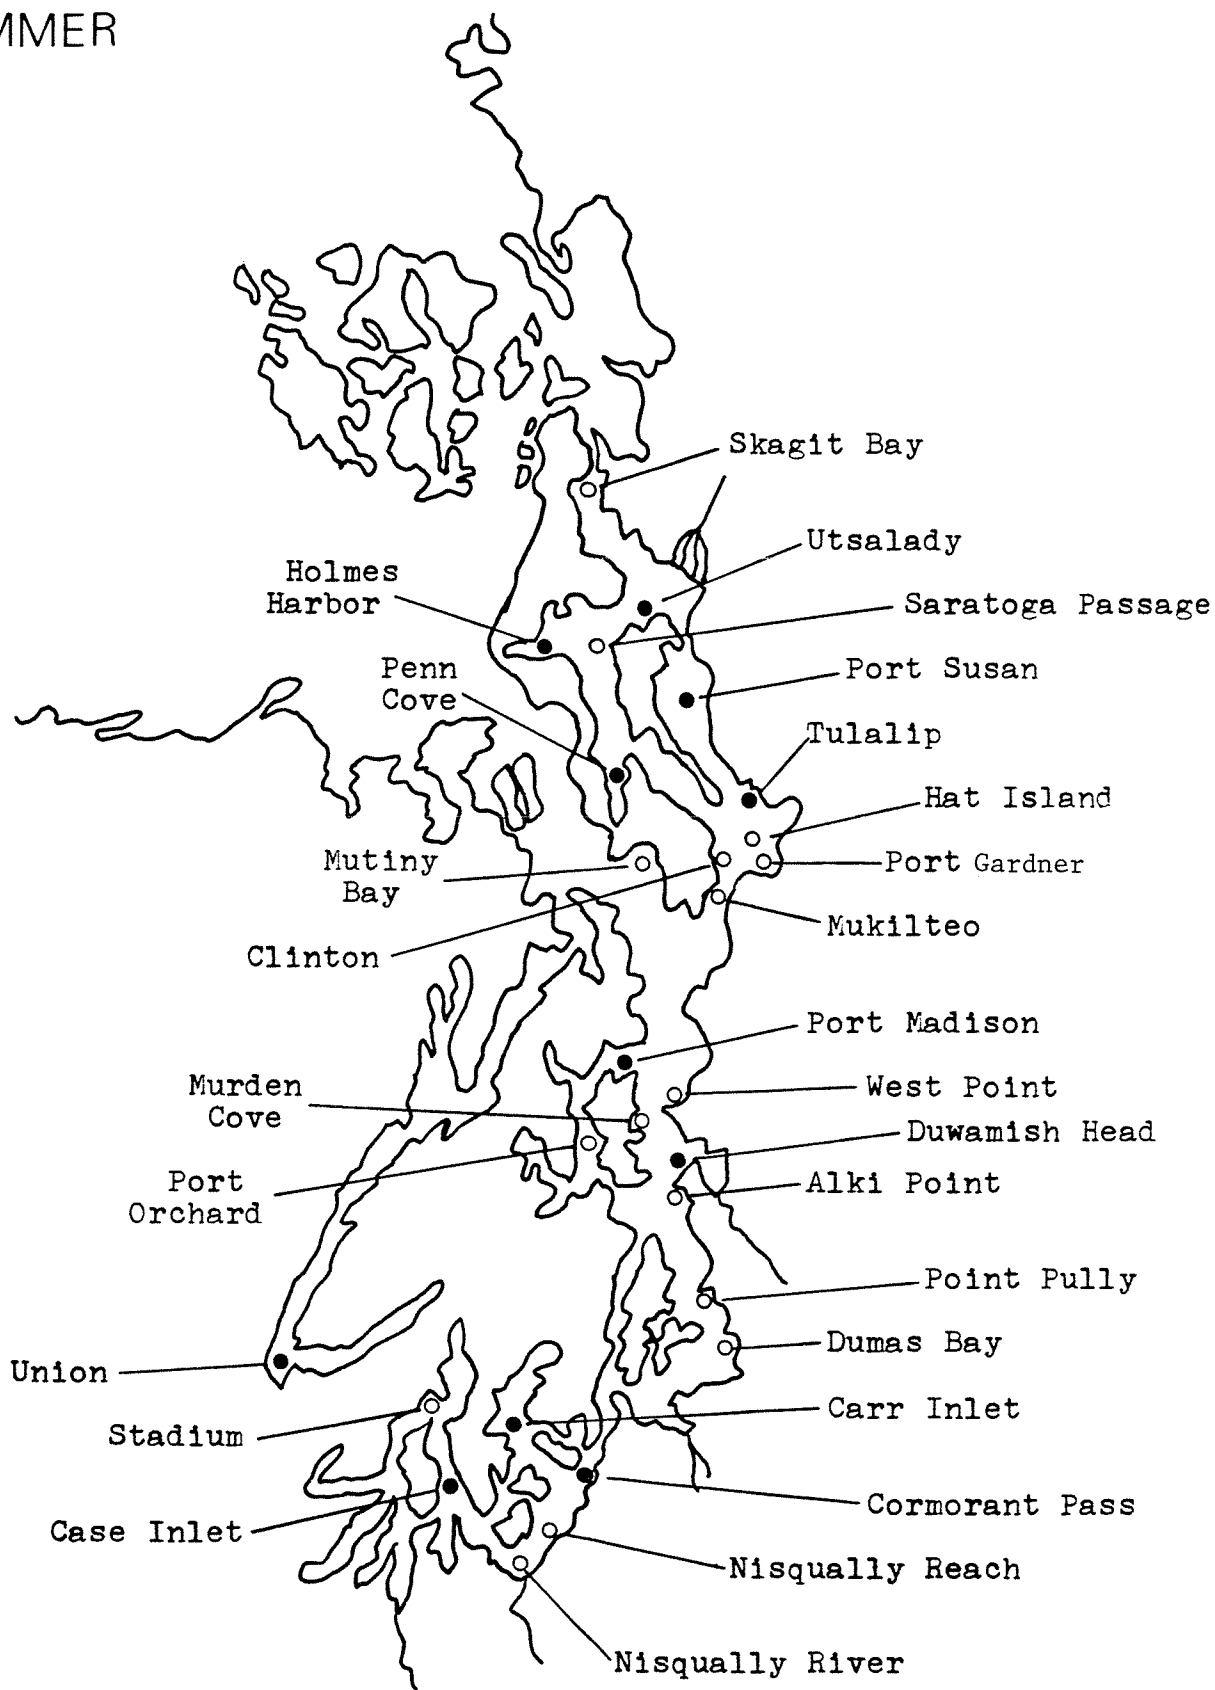 MMER
Skagit Bay
Utsalady
Holmes
Harbor
Saratoga Passage
Penn
Cove
Port Susan
Tulalip
Hat Island
Mutiny
Bay
Port Gardner
Mukilteo
Clinton
Port Madison
Murden
Cove
West Point
Duwamish Head
Port
Orchard
Alki Point
Point Pully
Dumas Bay
Union
Stadium
Carr Inlet
Case Inlet
Cormorant Pass
Nisqually Reach
Nisqually River